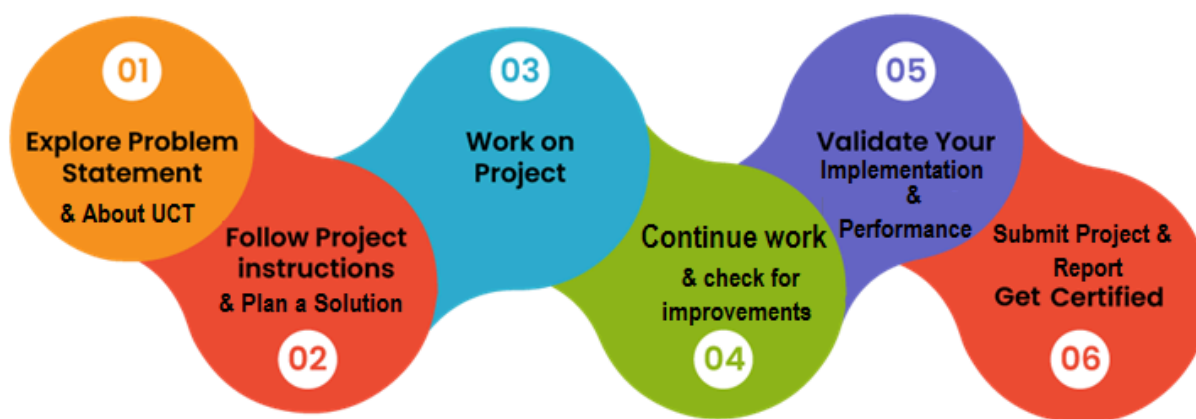 01
Explore Problem
Statement
& About UCT
Follow Project
instructions
& Plan a Solution
02
03
Work on
Project
Continue work
& check for
improvements
04
05
Validate Your
Implementation
&
Performance
Submit Project &
Report
Get Certified
06